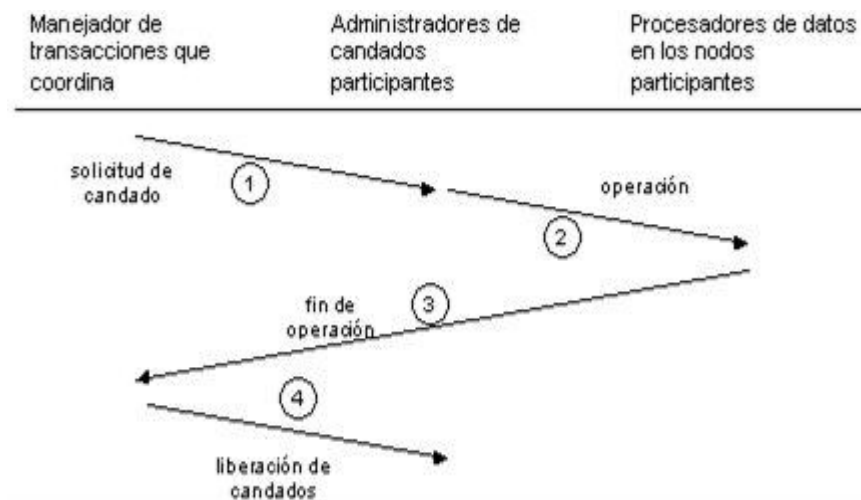 Manejador de
transacciones que
coordina
Administradores de
candados
participantes
Procesadores de datos
en los nodos
participantes
solicitud de
candado
1
operación
2
fin de
operación
3
4
liberación de
candados